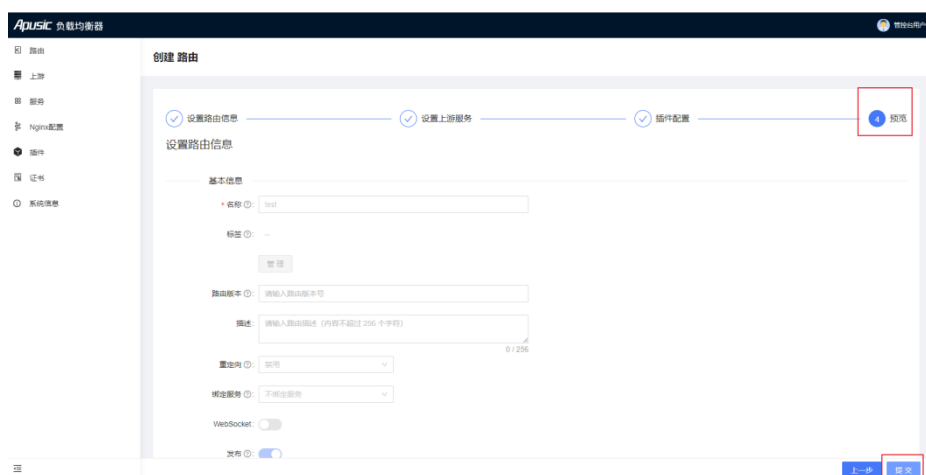 Apusic 负载均衡器
管控台用户
路由
上游
服务
Nginx配置
插件
证书
系统信息
创建 路由
设置路由信息
设置上游服务
插件配置
4 预览
设置路由信息
基本信息
* 名称 ?: test
标签 ?: --
管 理
路由版本 ?: 请输入路由版本号
描述: 请输入路由描述（内容不超过 256 个字符）
0 / 256
重定向 ?: 禁用
绑定服务 ?: 不绑定服务
WebSocket:
发布 ?:
上一步
提 交